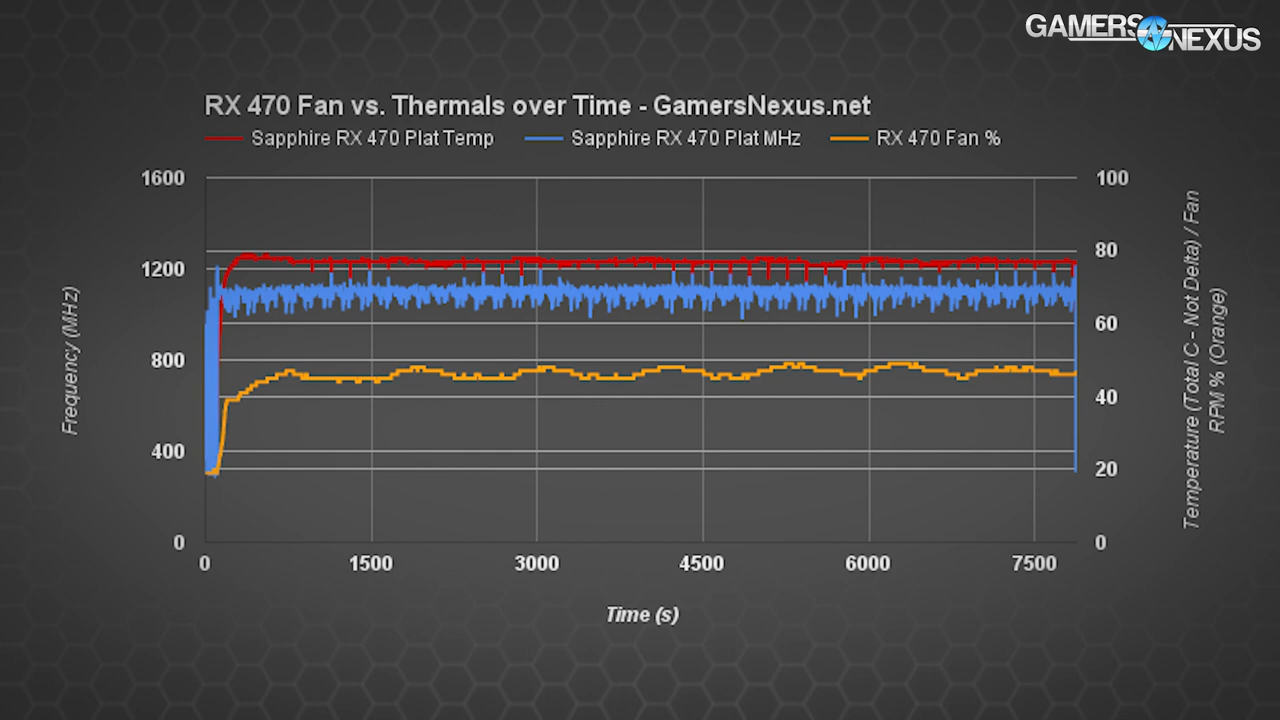 GAMERS NEXUS
RX 470 Fan vs. Thermals over Time - GamersNexus.net
Sapphire RX 470 Plat Temp
Sapphire RX 470 Plat MHz
RX 470 Fan %
1600
1200
800
400
0
100
80
60
40
20
0
Frequency (MHz)
Temperature (Total C - Not Delta) / Fan
RPM % (Orange)
0
1500
3000
4500
6000
7500
Time (s)